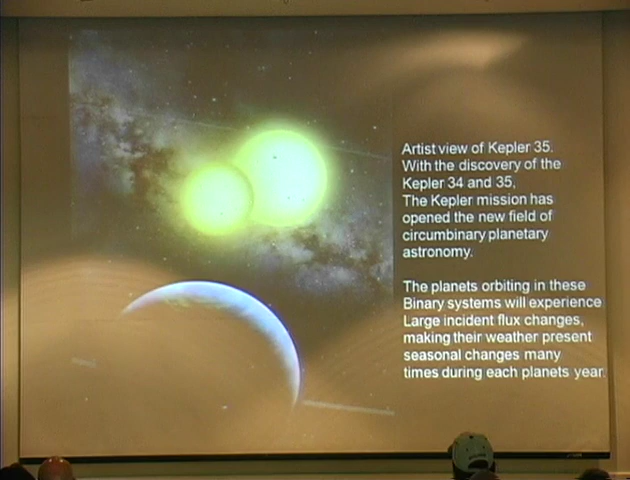 Artist view of Kepler 35.
With the discovery of the
Kepler 34 and 35,
The Kepler mission has
opened the new field of
circumbinary planetary
astronomy.
The planets orbiting in these
Binary systems will experience
Large incident flux changes,
making their weather present
seasonal changes many
times during each planets year.